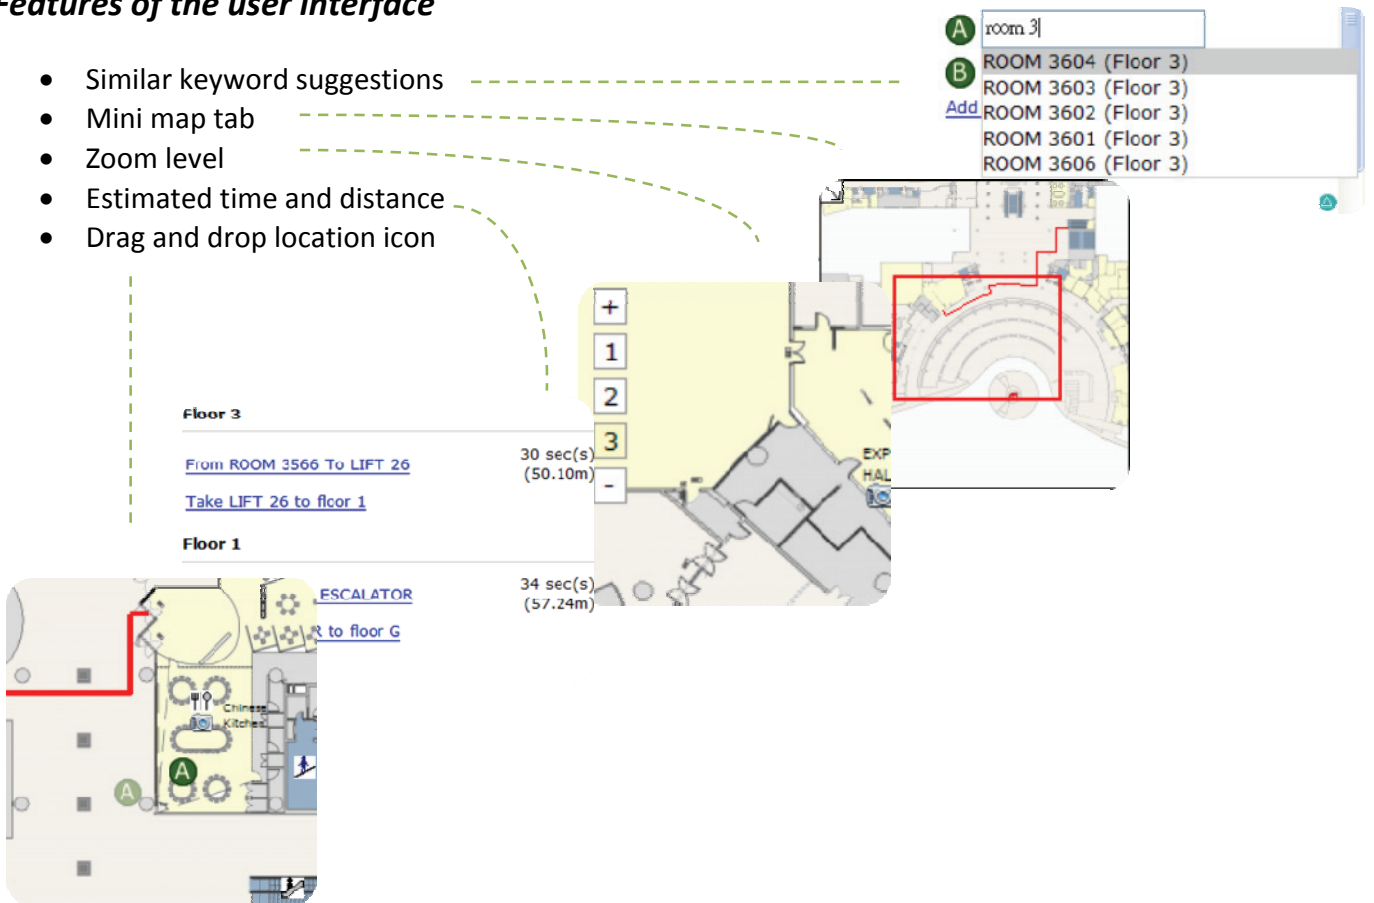 Features of the user interface
• Similar keyword suggestions
• Mini map tab
• Zoom level
• Estimated time and distance
• Drag and drop location icon
A room 3
B
Add
ROOM 3604 (Floor 3)
ROOM 3603 (Floor 3)
ROOM 3602 (Floor 3)
ROOM 3601 (Floor 3)
ROOM 3606 (Floor 3)
+
1
2
3
-
EXP
HAL
Floor 3
From ROOM 3566 To LIFT 26 30 sec(s)
(50.10m)
Take LIFT 26 to floor 1
Floor 1
ESCALATOR 34 sec(s)
(57.24m)
R to floor G
Chinese
Kitchen
A
A